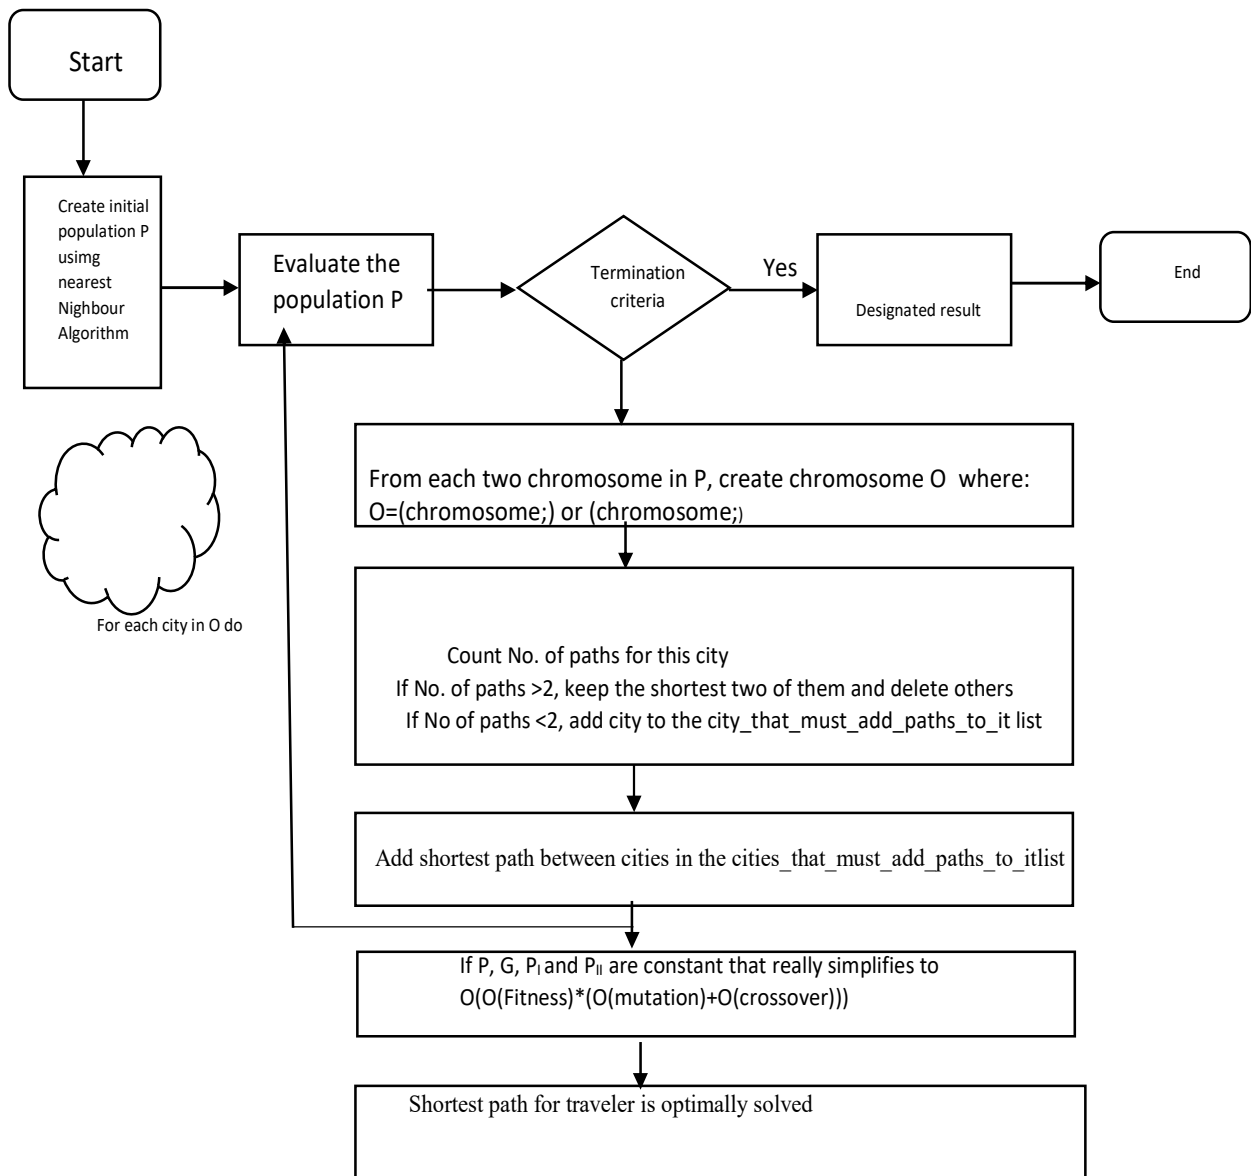 Start
Create initial
population P
usimg
nearest
Nighbour
Algorithm
Evaluate the
population P
Termination
criteria
Yes
Designated result
End
From each two chromosome in P, create chromosome O where:
O=(chromosome;) or (chromosome;)
For each city in O do
Count No. of paths for this city
If No. of paths >2, keep the shortest two of them and delete others
If No of paths <2, add city to the city_that_must_add_paths_to_it list
Add shortest path between cities in the cities_that_must_add_paths_to_itlist
If P, G, PI and PII are constant that really simplifies to
O(O(Fitness)*(O(mutation)+O(crossover)))
Shortest path for traveler is optimally solved